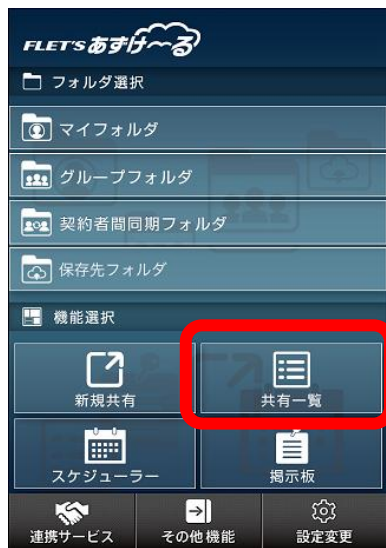 FLET'S あずけ～る
フォルダ選択
マイフォルダ
グループフォルダ
契約者間同期フォルダ
保存先フォルダ
機能選択
新規共有
共有一覧
スケジューラー
掲示板
連携サービス
その他機能
設定変更